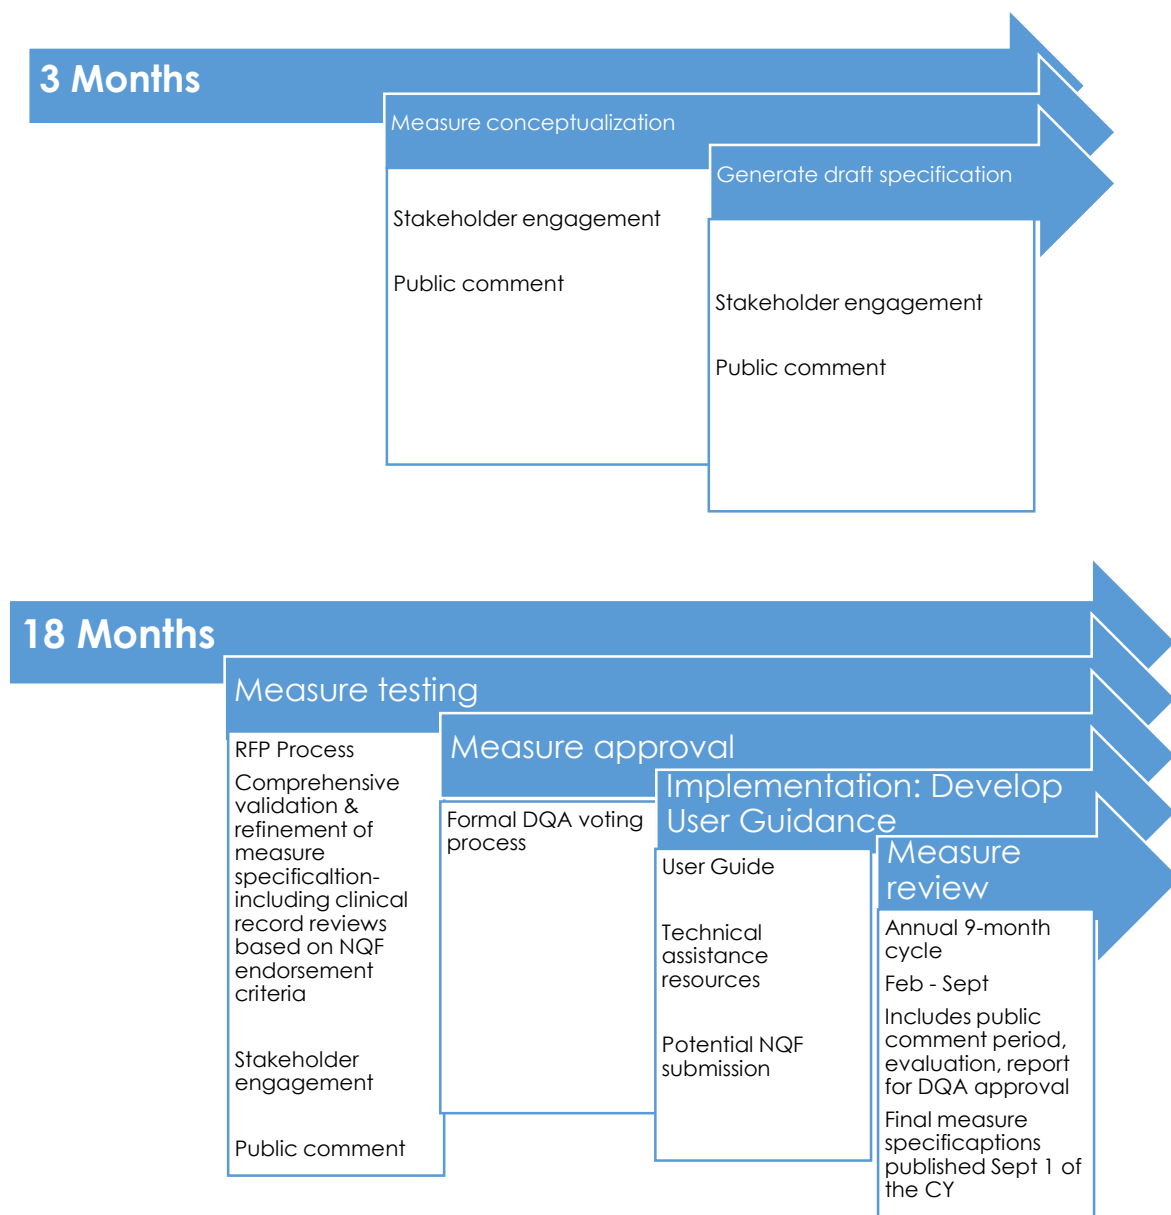 3 Months
Measure conceptualization
Stakeholder engagement
Public comment
Generate draft specification
Stakeholder engagement
Public comment
18 Months
Measure testing
RFP Process
Comprehensive
validation &
refinement of
measure
specificaltion-
including clinical
record reviews
based on NQF
endorsement
criteria
Stakeholder
engagement
Public comment
Measure approval
Formal DQA voting
process
Implementation: Develop
User Guidance
User Guide
Technical
assistance
resources
Potential NQF
submission
Measure
review
Annual 9-month
cycle
Feb - Sept
Includes public
comment period,
evaluation, report
for DQA approval
Final measure
specificaptions
published Sept 1 of
the CY